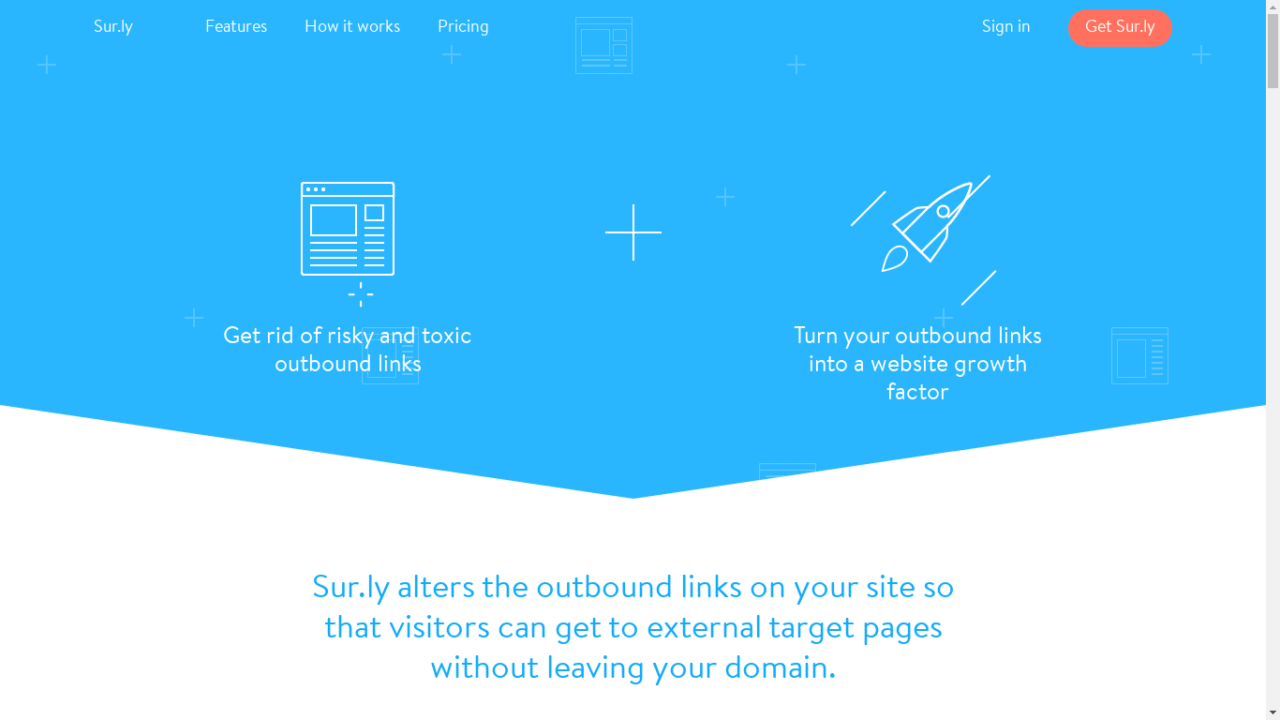 Sur.ly
Features
How it works
Pricing
Sign in
Get Sur.ly
Get rid of risky and toxic
outbound links
Turn your outbound links
into a website growth
factor
Sur.ly alters the outbound links on your site so
that visitors can get to external target pages
without leaving your domain.